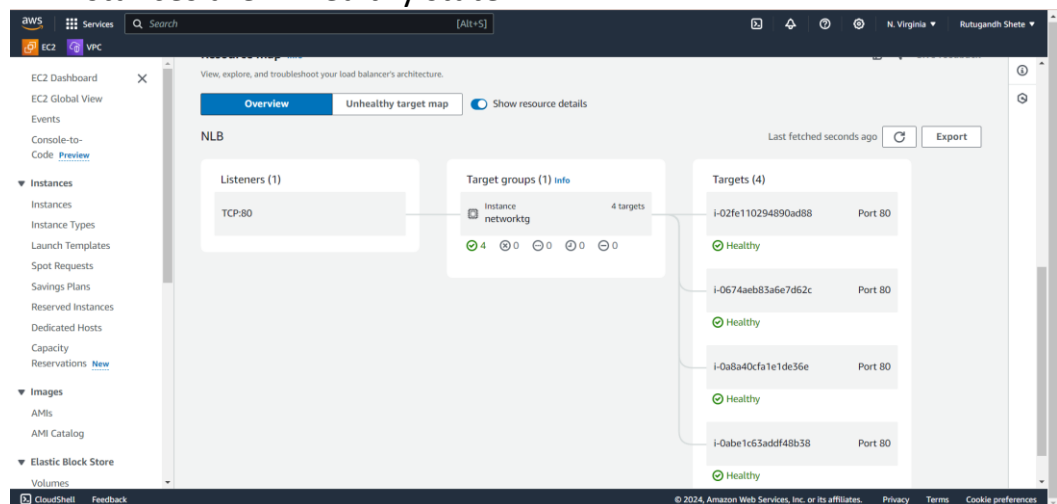 aws Services Search [Alt+S] N. Virginia ▼ Rutugandh Shete ▼
EC2 VPC
EC2 Dashboard
EC2 Global View
Events
Console-to-
Code Preview
▼ Instances
Instances
Instance Types
Launch Templates
Spot Requests
Savings Plans
Reserved Instances
Dedicated Hosts
Capacity
Reservations New
▼ Images
AMIs
AMI Catalog
▼ Elastic Block Store
Volumes
View, explore, and troubleshoot your load balancer's architecture.
Overview Unhealthy target map Show resource details
NLB Last fetched seconds ago Export
Listeners (1)
TCP:80
Target groups (1) Info
Instance 4 targets
networktg
4 0 0 0 0
Targets (4)
i-02fe110294890ad88 Port 80
Healthy
i-0674aeb83a6e7d62c Port 80
Healthy
i-0a8a40cfa1e1de36e Port 80
Healthy
i-0abe1c63addf48b38 Port 80
Healthy
CloudShell Feedback © 2024, Amazon Web Services, Inc. or its affiliates. Privacy Terms Cookie preferences